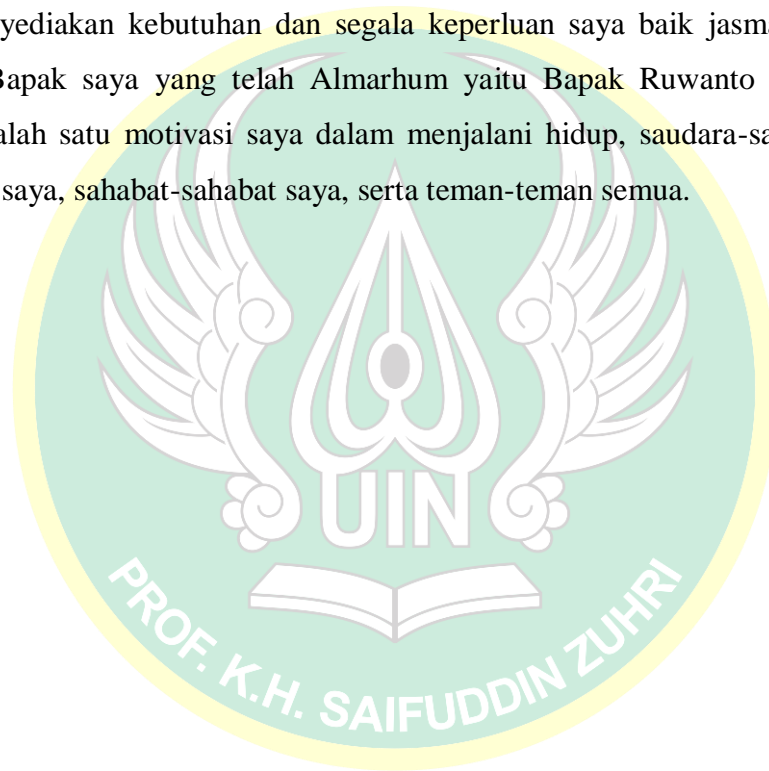 yediakan kebutuhan dan segala keperluan saya baik jasma
Bapak saya yang telah Almarhum yaitu Bapak Ruwanto
alah satu motivasi saya dalam menjalani hidup, saudara-sa
saya, sahabat-sahabat saya, serta teman-teman semua.
UIN
PROF. K.H. SAIFUDDIN ZUHRI